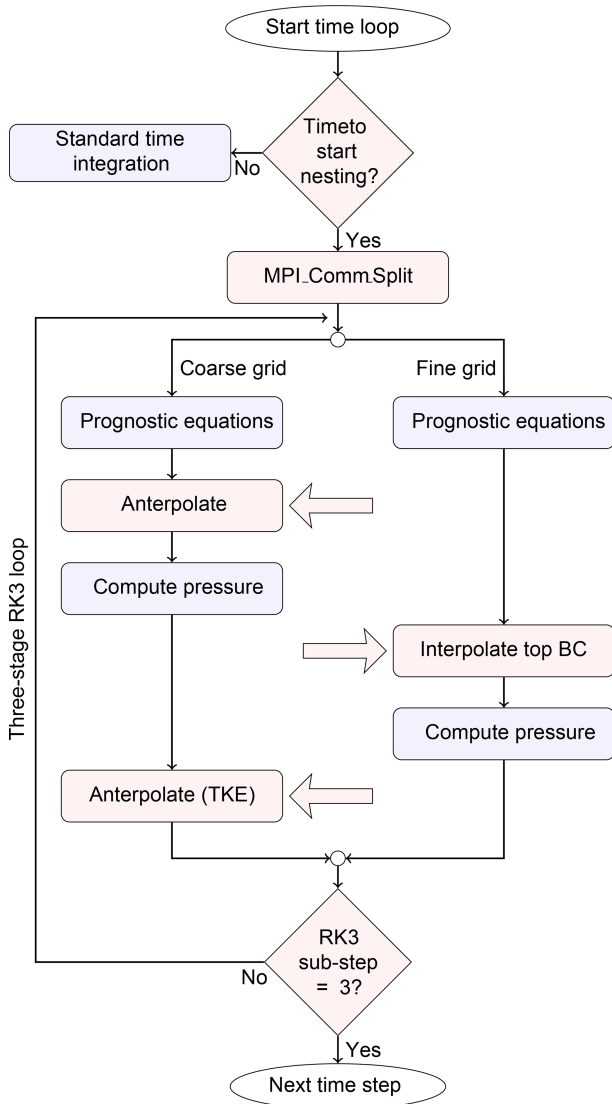 Start time loop
Timeto
start
nesting?
Standard time
integration
No
Yes
MPI_Comm_Split
Coarse grid
Fine grid
Prognostic equations
Prognostic equations
Anterpolate
Compute pressure
Three-stage RK3 loop
Interpolate top BC
Compute pressure
Anterpolate (TKE)
RK3
sub-step
= 3?
No
Yes
Next time step